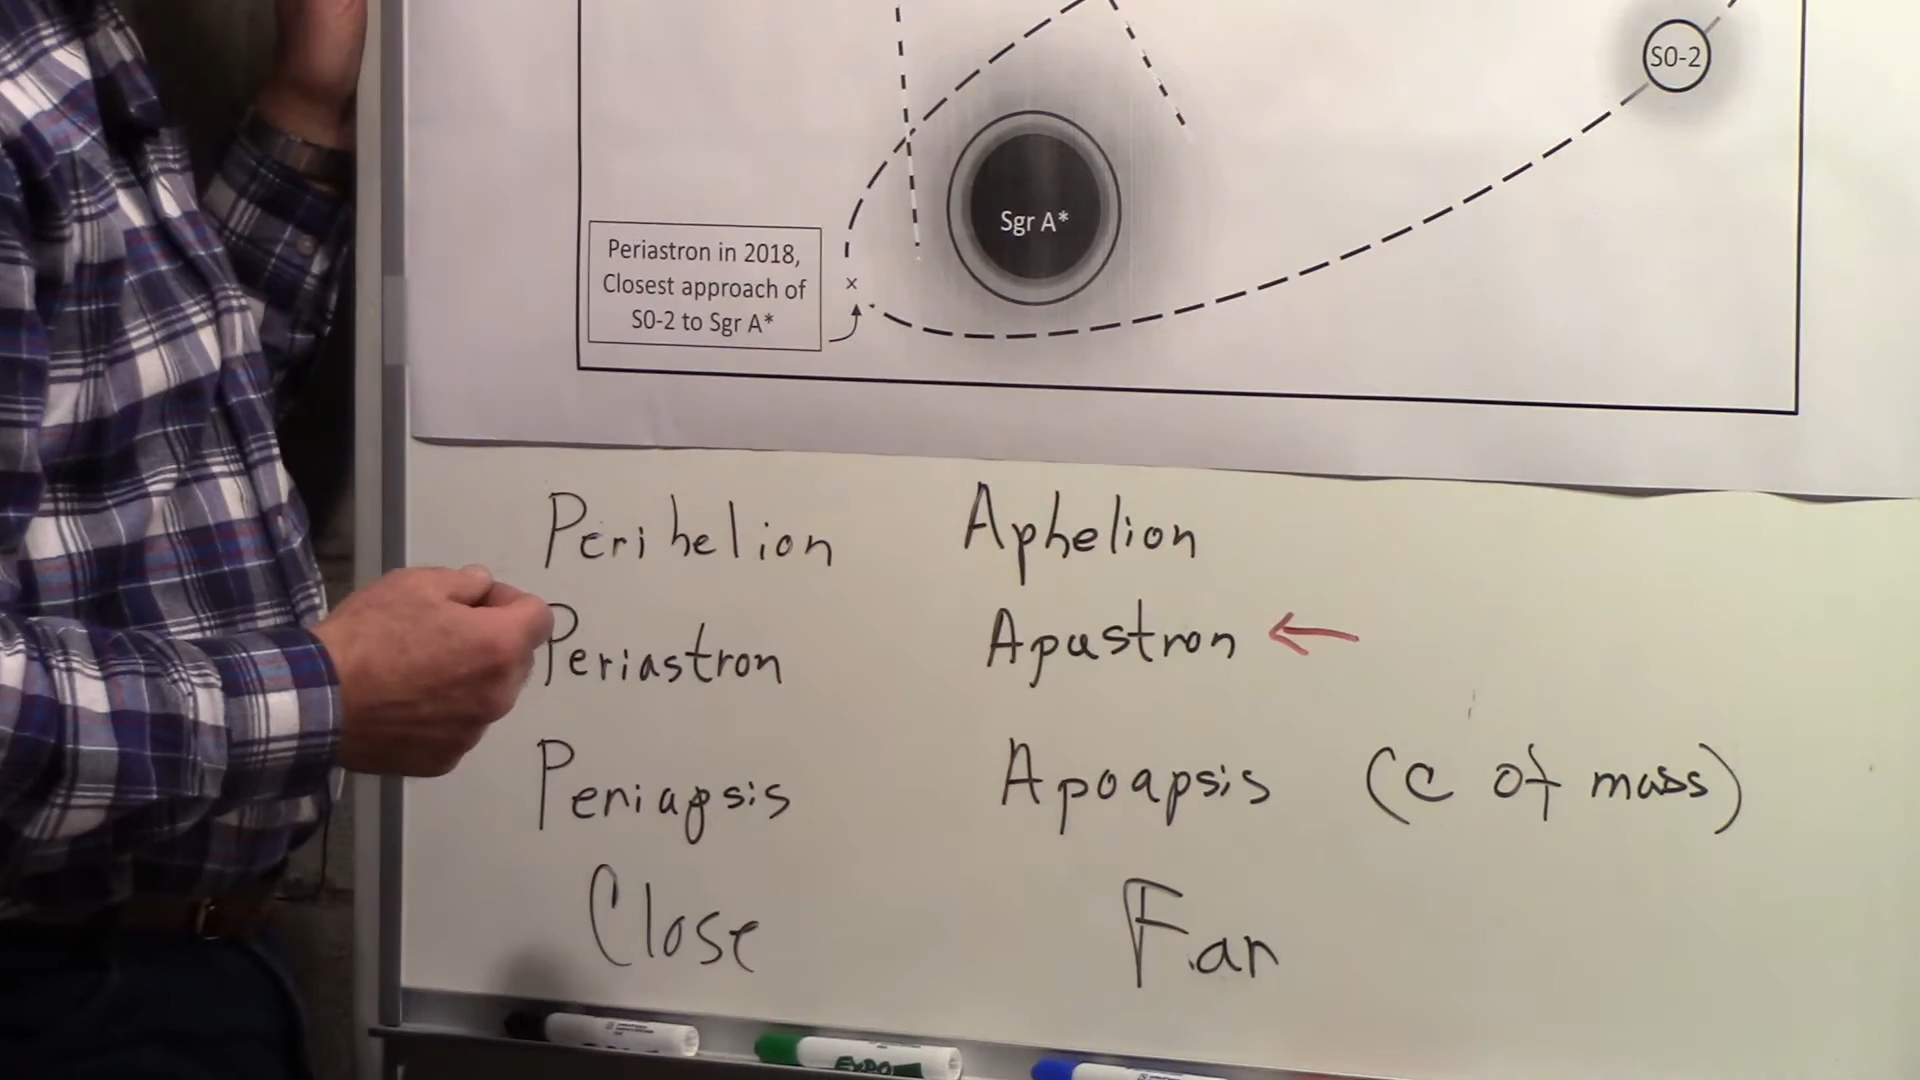 S0-2
Sgr A*
Periastron in 2018,
Closest approach of
S0-2 to Sgr A*
×
Perihelion Aphelion
Periastron Apastron
Periapsis Apoapsis (C of mass)
Close Far
EXPO